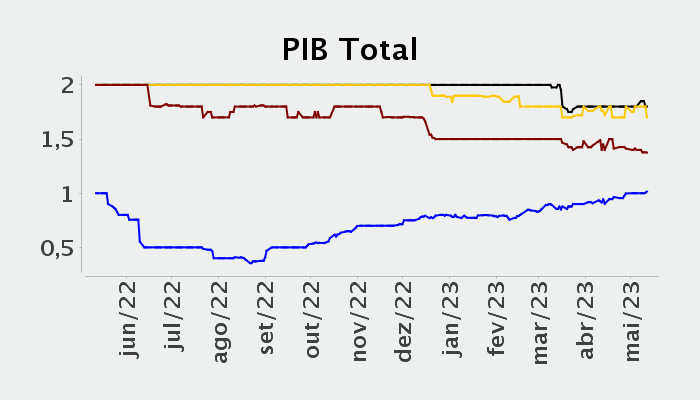 PIB Total
2
1,5
1
0,5
jun/22
jul/22
ago/22
set/22
out/22
nov/22
dez/22
jan/23
fev/23
mar/23
abr/23
mai/23